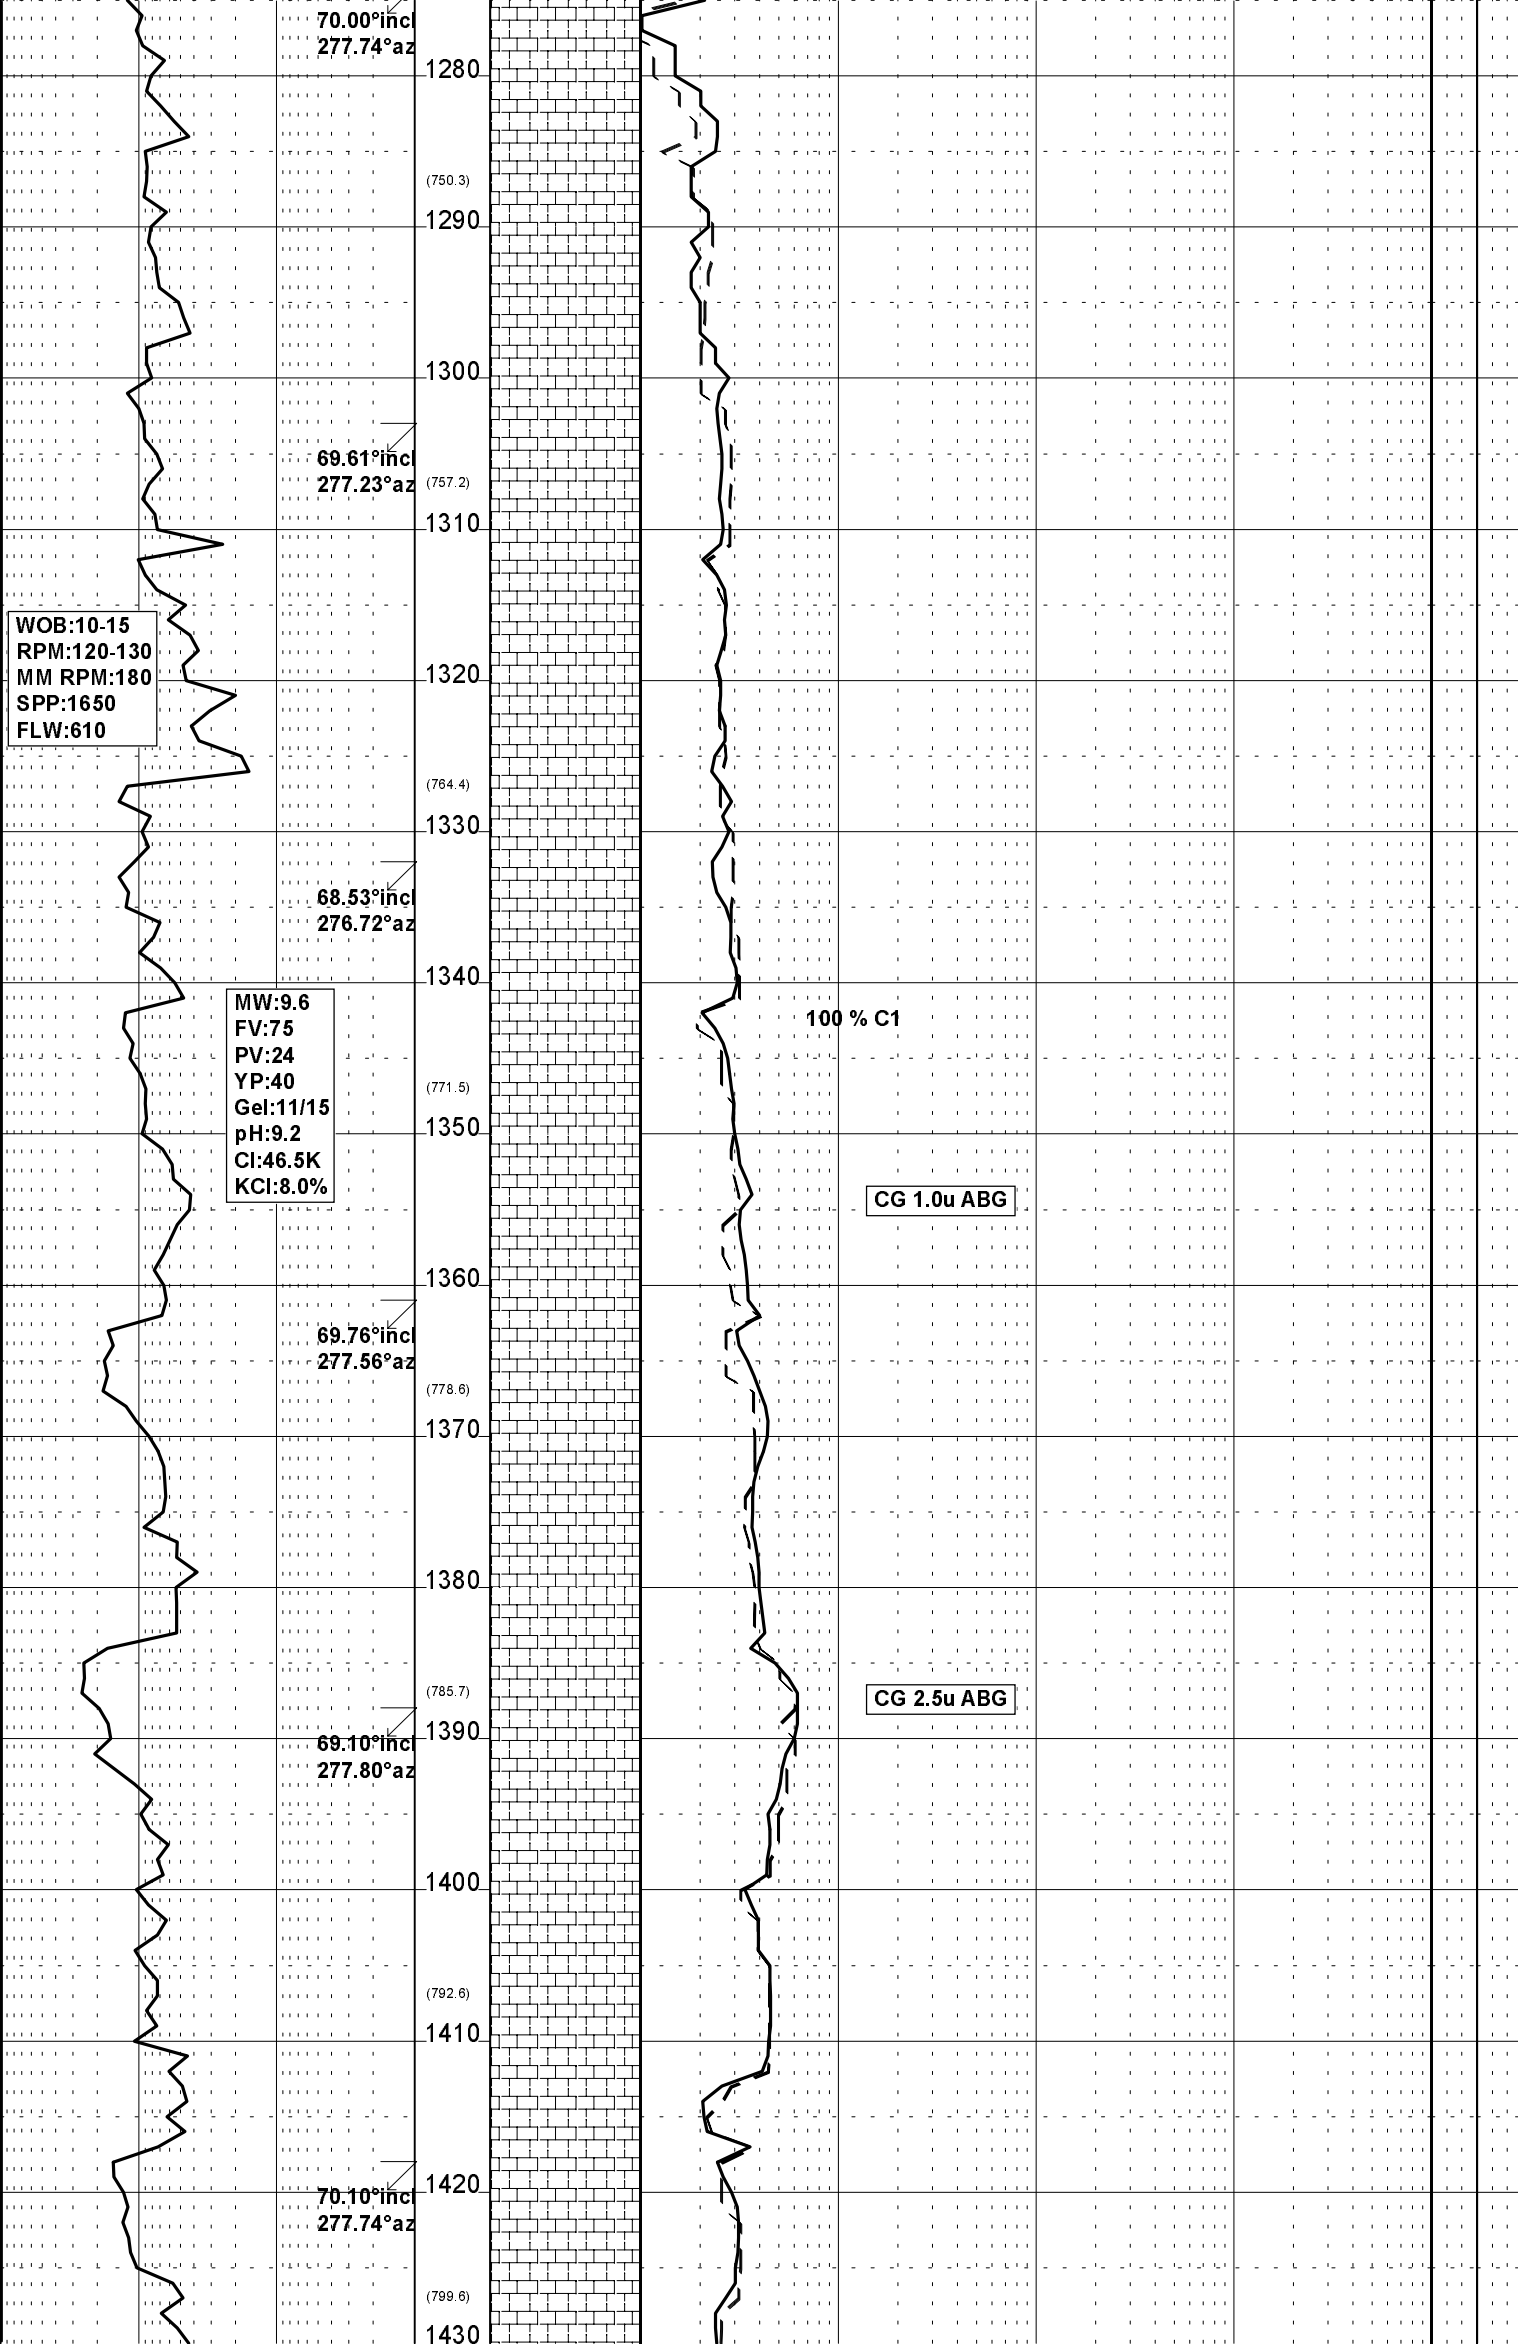 70.00°incl
277.74°az
1280
(750.3)
1290
1300
69.61°incl
277.23°az
(757.2)
1310
WOB:10-15
RPM:120-130
MM RPM:180
SPP:1650
FLW:610
1320
(764.4)
1330
68.53°incl
276.72°az
1340
MW:9.6
FV:75
PV:24
YP:40
Gel:11/15
pH:9.2
Cl:46.5K
KCl:8.0%
100 % C1
(771.5)
1350
CG 1.0u ABG
1360
69.76°incl
277.56°az
(778.6)
1370
1380
(785.7)
CG 2.5u ABG
1390
69.10°incl
277.80°az
1400
(792.6)
1410
1420
70.10°incl
277.74°az
(799.6)
1430